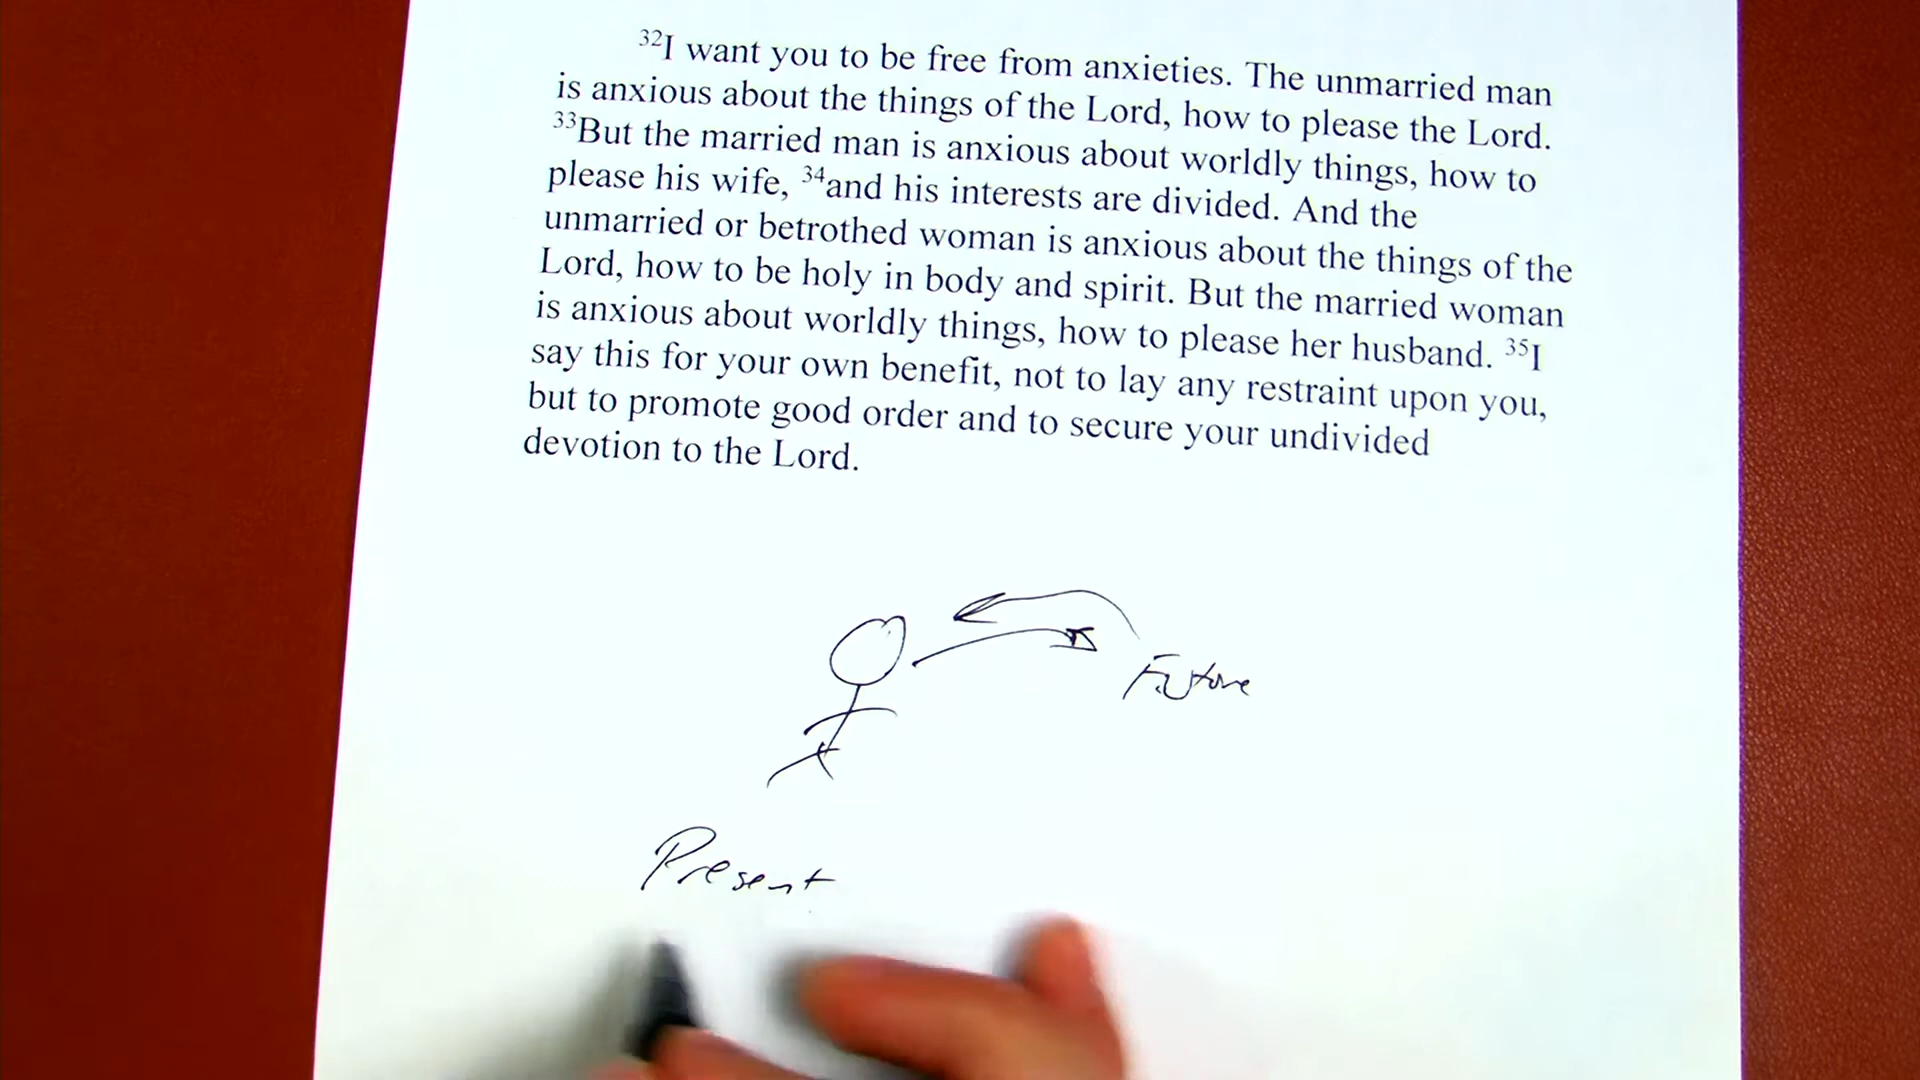 ³²I want you to be free from anxieties. The unmarried man
is anxious about the things of the Lord, how to please the Lord.
³³But the married man is anxious about worldly things, how to
please his wife, ³⁴and his interests are divided. And the
unmarried or betrothed woman is anxious about the things of the
Lord, how to be holy in body and spirit. But the married woman
is anxious about worldly things, how to please her husband. ³⁵I
say this for your own benefit, not to lay any restraint upon you,
but to promote good order and to secure your undivided
devotion to the Lord.
Future
Present